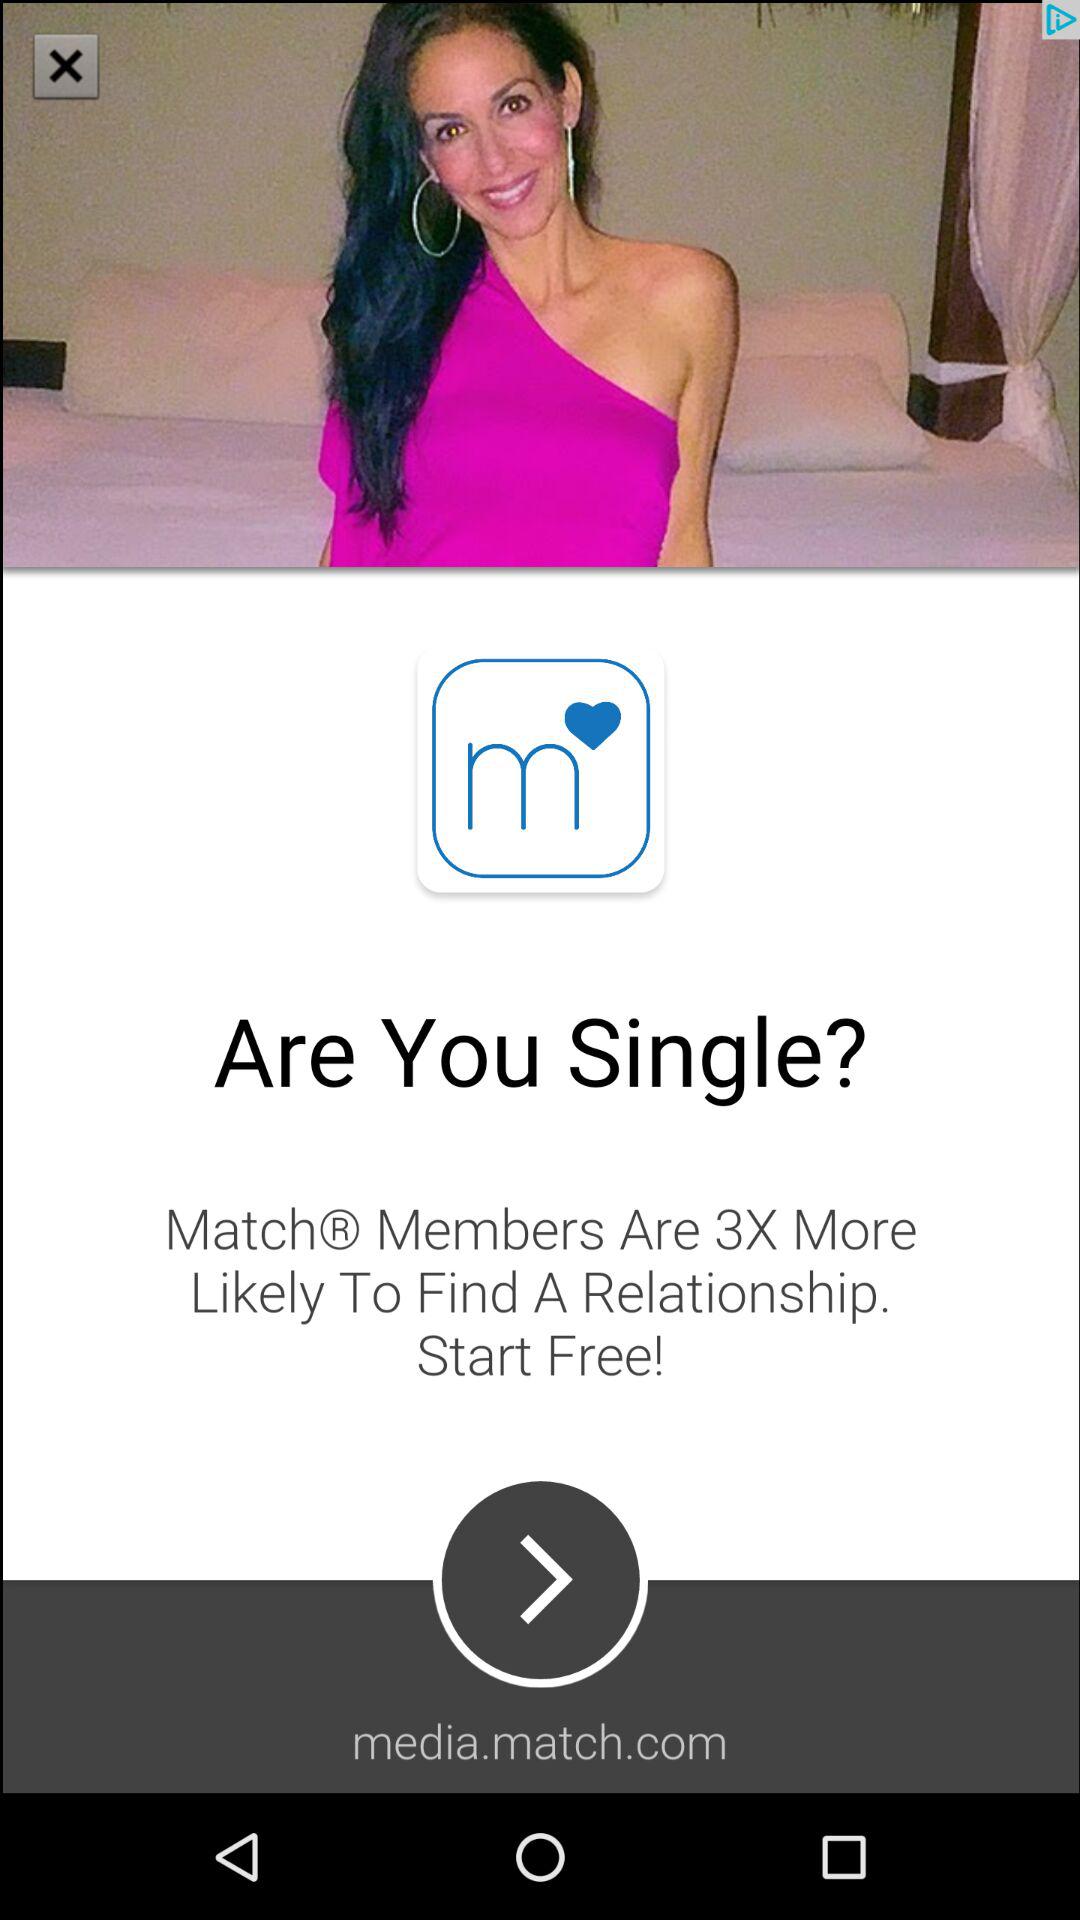 m
Are You Single?
Match® Members Are 3X More
Likely To Find A Relationship.
Start Free!
media.match.com